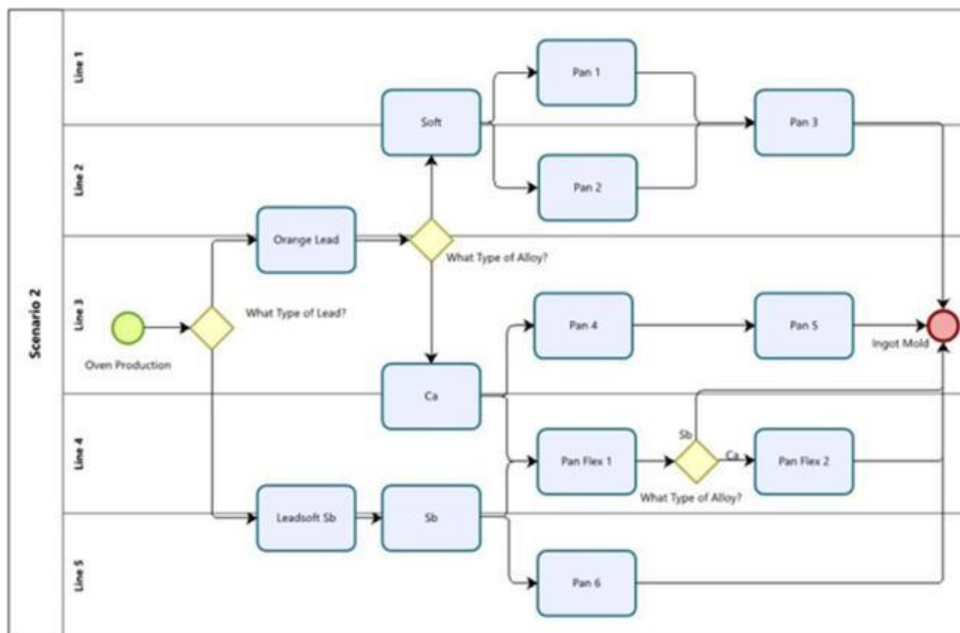 Scenario 2
Line 1
Line 2
Line 3
Line 4
Line 5
Pan 1
Soft
Pan 3
Pan 2
Orange Lead
What Type of Alloy?
What Type of Lead?
Oven Production
Pan 4
Pan 5
Ingot Mold
Ca
Sb
Ca
Pan Flex 1
Pan Flex 2
What Type of Alloy?
Leadsoft Sb
Sb
Pan 6